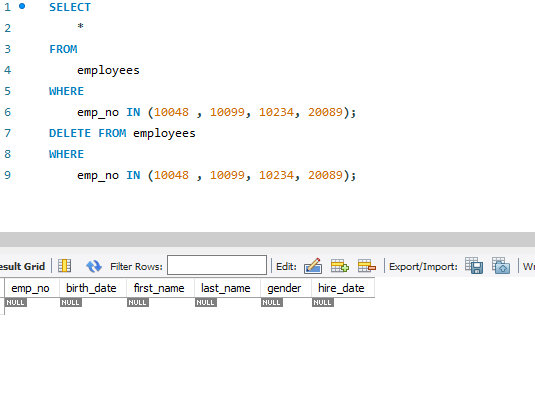 1 SELECT
2 *
3 FROM
4 employees
5 WHERE
6 emp_no IN (10048 , 10099, 10234, 20089);
7 DELETE FROM employees
8 WHERE
9 emp_no IN (10048 , 10099, 10234, 20089);
esult Grid Filter Rows: Edit: Export/Import: Wr
emp_no birth_date first_name last_name gender hire_date
NULL NULL NULL NULL NULL NULL